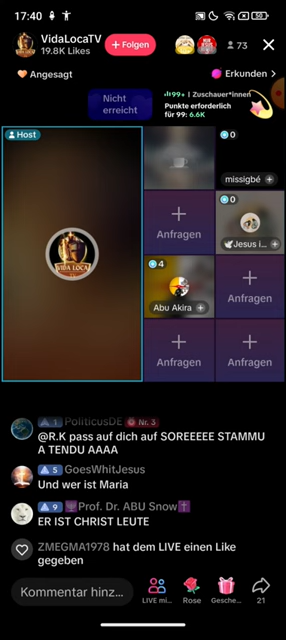 17:40
50
VidaLocaTV
19.8K Likes
+ Folgen
73
Angesagt
Erkunden >
Nicht
erreicht
99+ | Zuschauer*innen
Punkte erforderlich
für 99: 6.6K
Host
0
missigbé
VIDA LOCA
Anfragen
0
Jesus i...
4
Abu Akira
Anfragen
Anfragen
Anfragen
Anfragen
1 PoliticusDE Nr. 3
@R.K pass auf dich auf SOREEEEE STAMMU
A TENDU AAAA
5 GoesWhitJesus
Und wer ist Maria
9 Prof. Dr. ABU Snow
ER IST CHRIST LEUTE
ZMEGMA1978 hat dem LIVE einen Like
gegeben
Kommentar hinz...
LIVE mi...
Rose
Gesche...
21